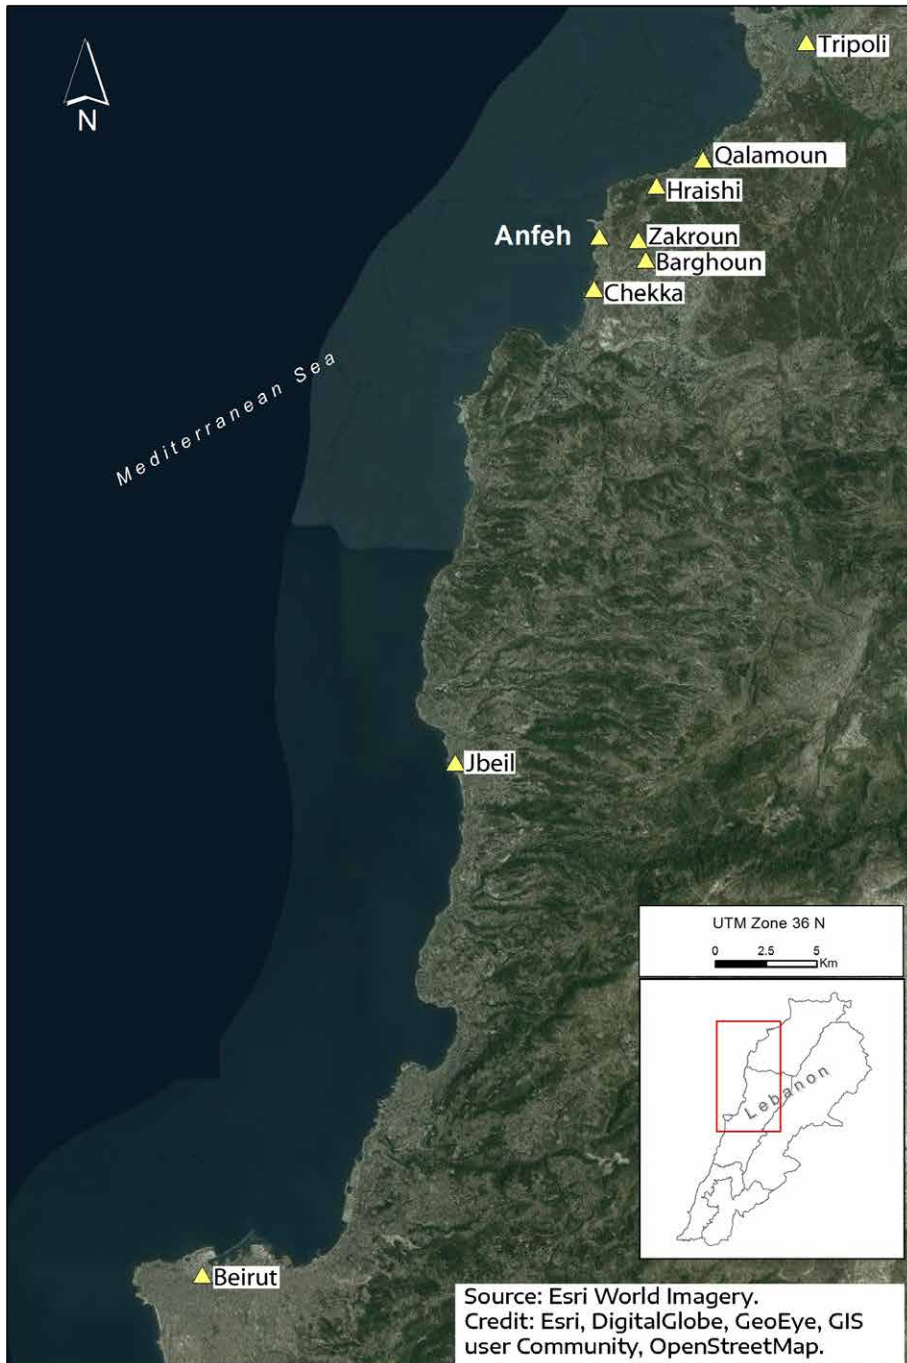 Tripoli
N
Qalamoun
Hraishi
Anfeh
Zakroun
Barghoun
Chekka
Mediterranean Sea
Jbeil
UTM Zone 36 N
0 2.5 5
Km
Lebanon
Beirut
Source: Esri World Imagery.
Credit: Esri, DigitalGlobe, GeoEye, GIS
user Community, OpenStreetMap.